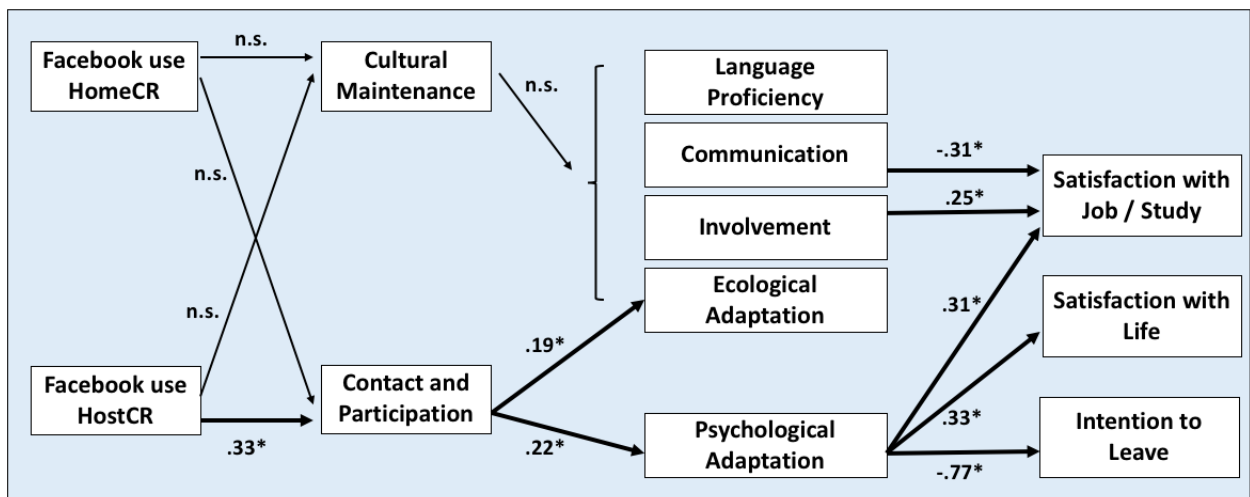 Facebook use
HomeCR
n.s.
Cultural
Maintenance
n.s.
Language
Proficiency
Communication
-.31*
Satisfaction with
Job / Study
.25*
Involvement
n.s.
n.s.
Ecological
Adaptation
.31*
Satisfaction with
Life
.19*
Facebook use
HostCR
.33*
Contact and
Participation
.22*
Psychological
Adaptation
.33*
-.77*
Intention to
Leave